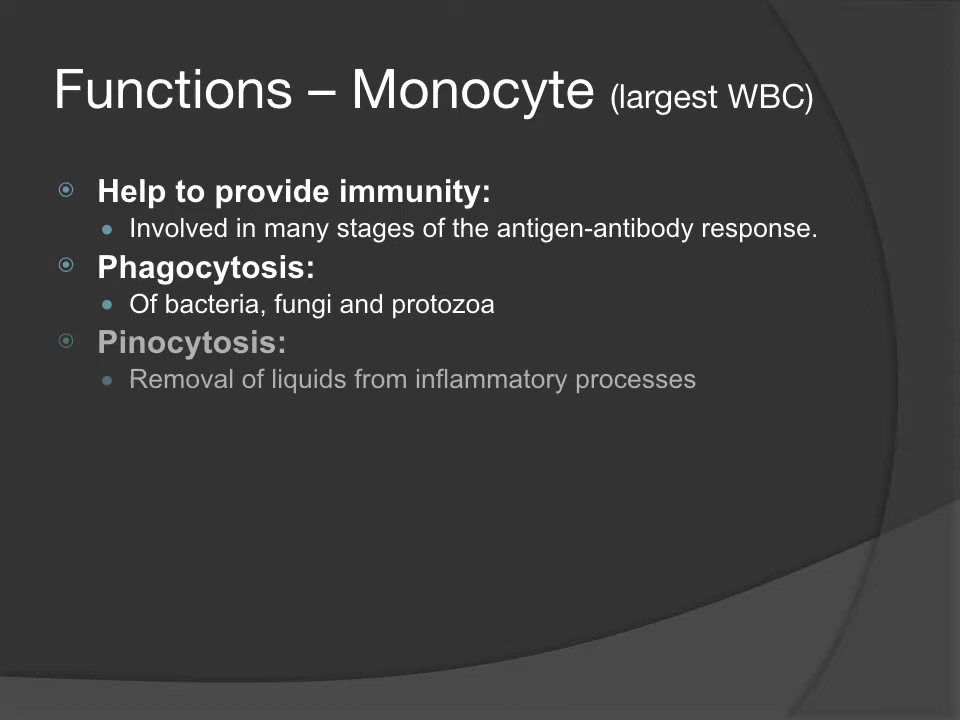 Functions – Monocyte (largest WBC)
Help to provide immunity:
Involved in many stages of the antigen-antibody response.
Phagocytosis:
Of bacteria, fungi and protozoa
Pinocytosis:
Removal of liquids from inflammatory processes